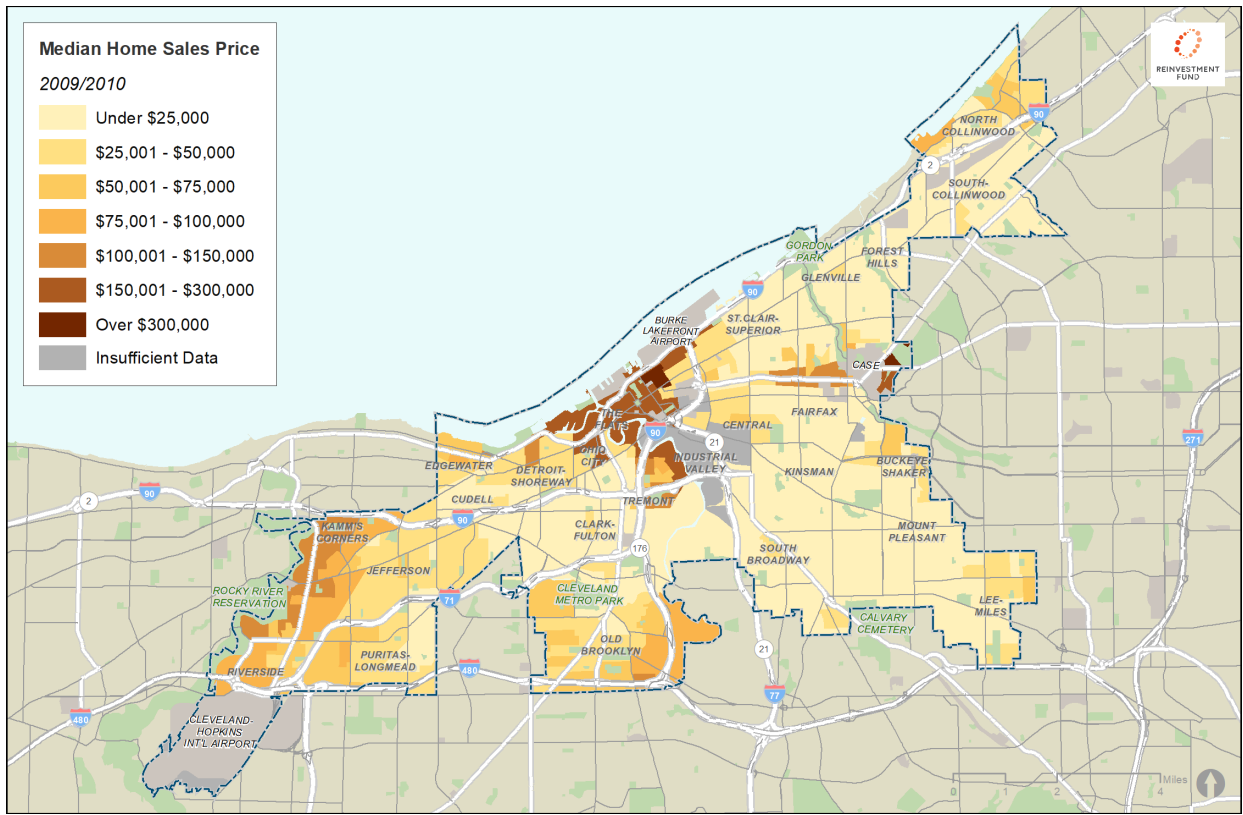 Median Home Sales Price
2009/2010
Under $25,000
$25,001 - $50,000
$50,001 - $75,000
$75,001 - $100,000
$100,001 - $150,000
$150,001 - $300,000
Over $300,000
Insufficient Data
REINVESTMENT
FUND
90
NORTH
COLLINWOOD
2
SOUTH-
COLLINWOOD
GORDON
PARK
FOREST
HILLS
GLENVILLE
90
BURKE
LAKEFRONT
AIRPORT
ST.CLAIR-
SUPERIOR
CASE
THE
FLATS
FAIRFAX
90
CENTRAL
21
271
OHIO
CITY
INDUSTRIAL
VALLEY
EDGEWATER
DETROIT-
SHOREWAY
KINSMAN
BUCKEYE-
SHAKER
2
90
CUDELL
TREMONT
90
KAMM'S
CORNERS
CLARK-
FULTON
MOUNT
PLEASANT
176
SOUTH
BROADWAY
JEFFERSON
ROCKY RIVER
RESERVATION
71
CLEVELAND
METRO PARK
LEE-
MILES
CALVARY
CEMETERY
OLD
BROOKLYN
21
PURITAS-
LONGMEAD
RIVERSIDE
480
77
480
CLEVELAND-
HOPKINS
INT'L AIRPORT
Miles
0 1 2 4